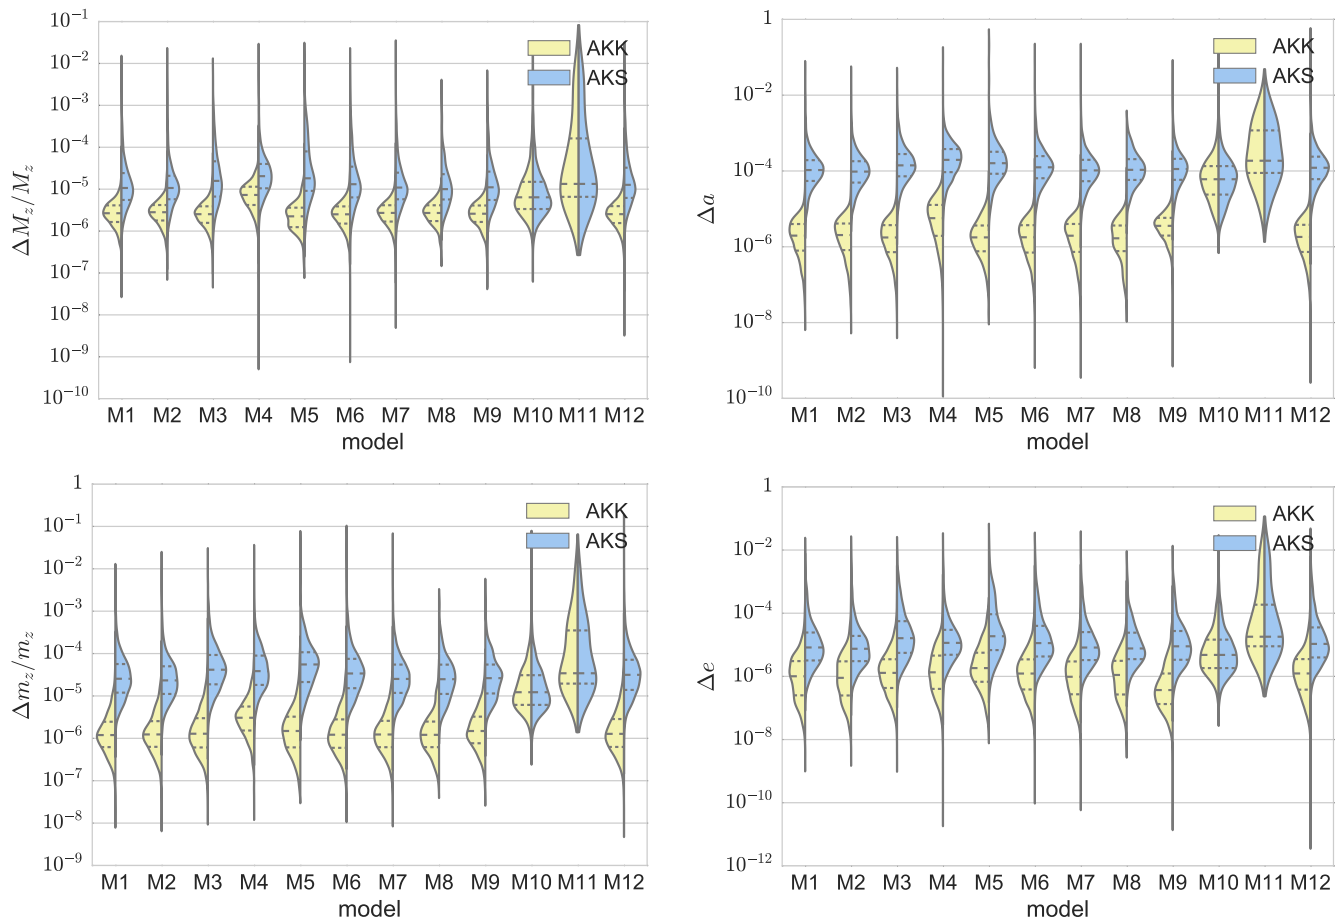 10^{-1}
10^{-2}
10^{-3}
10^{-4}
10^{-5}
10^{-6}
10^{-7}
10^{-8}
10^{-9}
10^{-10}
ΔM_z/M_z
AKK
AKS
M1 M2 M3 M4 M5 M6 M7 M8 M9 M10 M11 M12
model
1
10^{-2}
10^{-4}
10^{-6}
10^{-8}
10^{-10}
Δa
AKK
AKS
M1 M2 M3 M4 M5 M6 M7 M8 M9 M10 M11 M12
model
1
10^{-1}
10^{-2}
10^{-3}
10^{-4}
10^{-5}
10^{-6}
10^{-7}
10^{-8}
10^{-9}
Δm_z/m_z
AKK
AKS
M1 M2 M3 M4 M5 M6 M7 M8 M9 M10 M11 M12
model
1
10^{-2}
10^{-4}
10^{-6}
10^{-8}
10^{-10}
10^{-12}
Δe
AKK
AKS
M1 M2 M3 M4 M5 M6 M7 M8 M9 M10 M11 M12
model